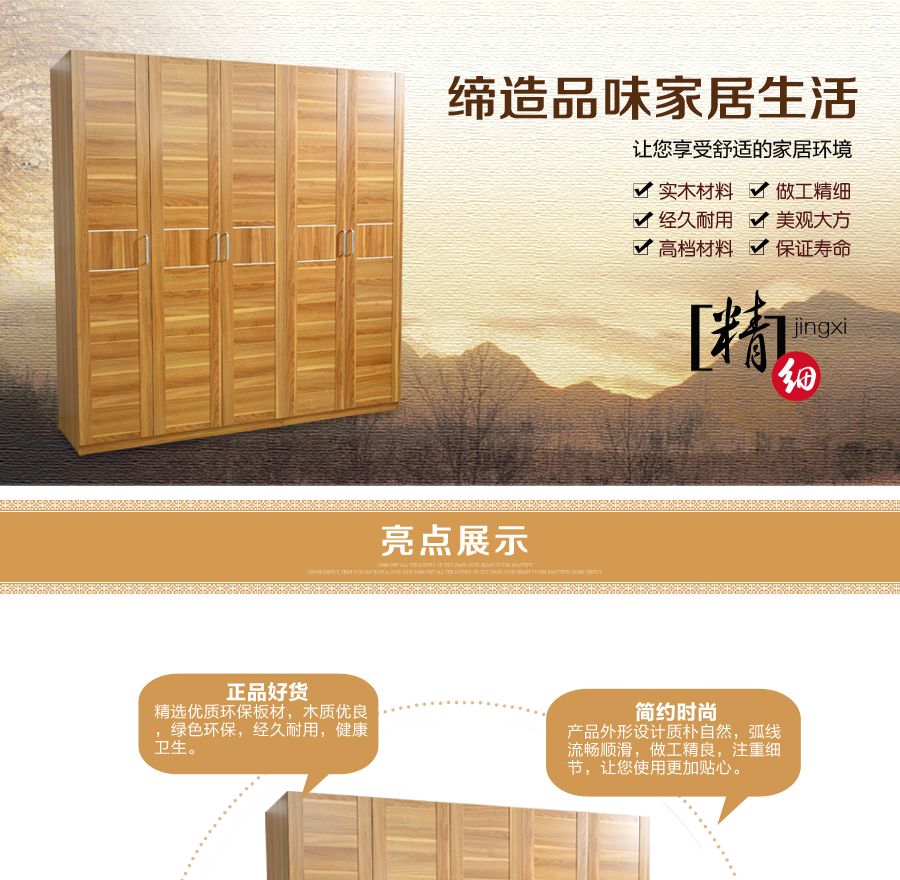 缔造品味家居生活
让您享受舒适的家居环境
实木材料 做工精细
经久耐用 美观大方
高档材料 保证寿命
[精] jīngxì
细
亮点展示
正品好货
精选优质环保板材，木质优良
，绿色环保，经久耐用，健康
卫生。
简约时尚
产品外形设计质朴自然，弧线
流畅顺滑，做工精良，注重细
节，让您使用更加贴心。